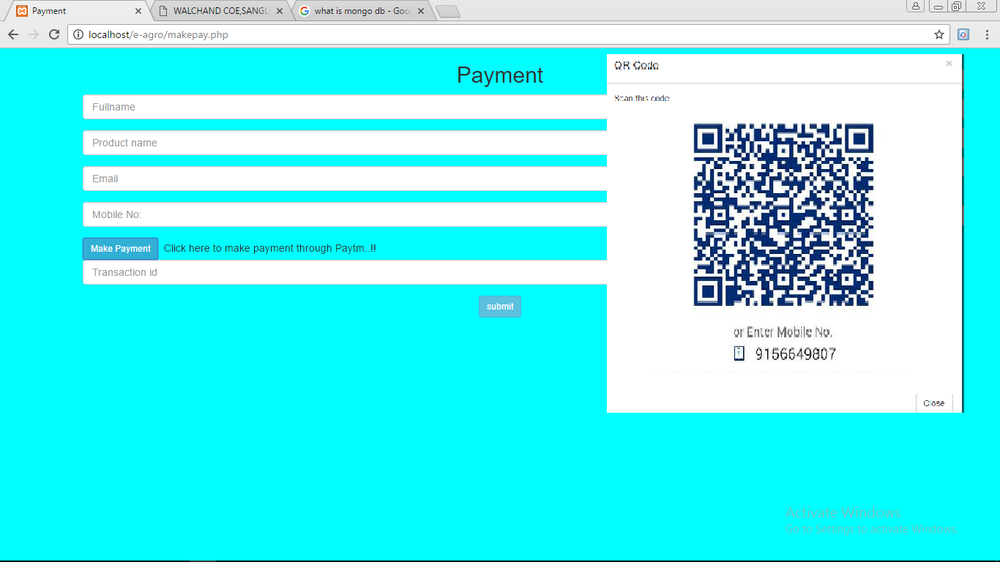 Payment
WALCHAND COE,SANGLI
what is mongo db - Goo
localhost/e-agro/makepay.php
Payment
Fullname
Product name
Email
Mobile No:
Make Payment Click here to make payment through Paytm..!!
Transaction id
submit
QR Code
Scan this code
or Enter Mobile No.
9156649807
Close
Activate Windows
Go to Settings to activate Windows.